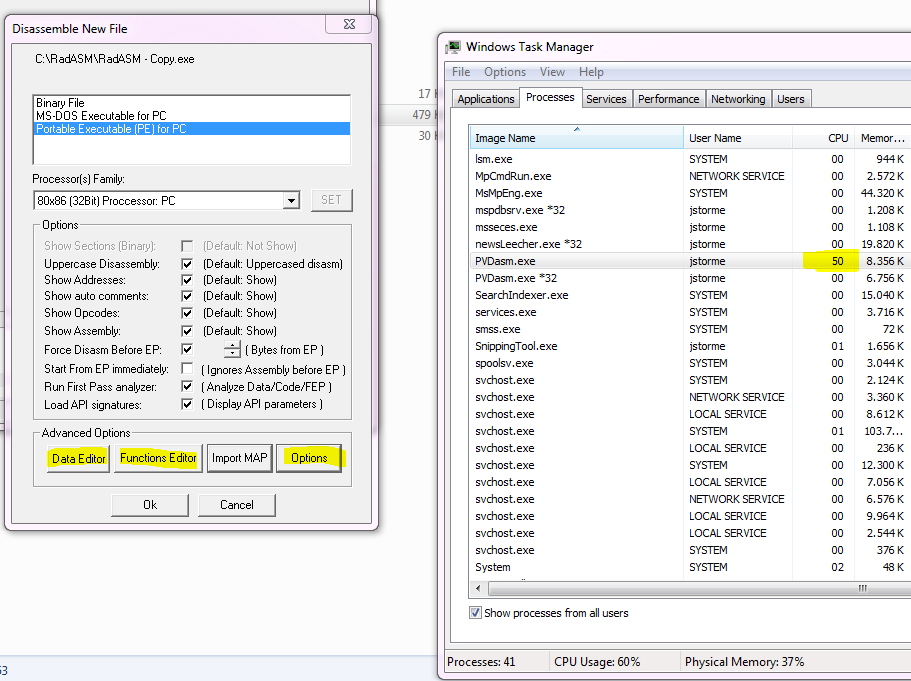 Disassemble New File
C:\RadASM\RadASM - Copy.exe
Binary File
MS-DOS Executable for PC
Portable Executable (PE) for PC
Processor(s) Family:
80x86 (32Bit) Proccessor: PC
SET
Options
Show Sections (Binary): (Default: Not Show)
Uppercase Disassembly: (Default: Uppercased disasm)
Show Addresses: (Default: Show)
Show auto comments: (Default: Show)
Show Opcodes: (Default: Show)
Show Assembly: (Default: Show)
Force Disasm Before EP: ( Bytes from EP )
Start From EP immediately: ( Ignores Assembly before EP )
Run First Pass analyzer: ( Analyze Data/Code/FEP )
Load API signatures: ( Display API parameters )
Advanced Options
Data Editor Functions Editor Import MAP Options
Ok Cancel
17 K
479 K
30 K
53
Windows Task Manager
File Options View Help
Applications Processes Services Performance Networking Users
Image Name User Name CPU Memor...
lsm.exe SYSTEM 00 944 K
MpCmdRun.exe NETWORK SERVICE 00 2.572 K
MsMpEng.exe SYSTEM 00 44.320 K
mspdbsrv.exe *32 jstorme 00 1.208 K
msseces.exe jstorme 00 1.108 K
newsLeecher.exe *32 jstorme 00 19.820 K
PVDasm.exe jstorme 50 8.356 K
PVDasm.exe *32 jstorme 00 6.756 K
SearchIndexer.exe SYSTEM 00 15.040 K
services.exe SYSTEM 00 3.716 K
smss.exe SYSTEM 00 72 K
SnippingTool.exe jstorme 01 1.656 K
spoolsv.exe SYSTEM 00 3.044 K
svchost.exe SYSTEM 00 2.124 K
svchost.exe NETWORK SERVICE 00 3.360 K
svchost.exe LOCAL SERVICE 00 8.612 K
svchost.exe SYSTEM 01 103.7...
svchost.exe LOCAL SERVICE 00 236 K
svchost.exe SYSTEM 00 12.300 K
svchost.exe LOCAL SERVICE 00 7.056 K
svchost.exe NETWORK SERVICE 00 6.576 K
svchost.exe LOCAL SERVICE 00 9.964 K
svchost.exe LOCAL SERVICE 00 2.544 K
svchost.exe SYSTEM 00 376 K
System SYSTEM 02 48 K
Show processes from all users
Processes: 41 CPU Usage: 60% Physical Memory: 37%